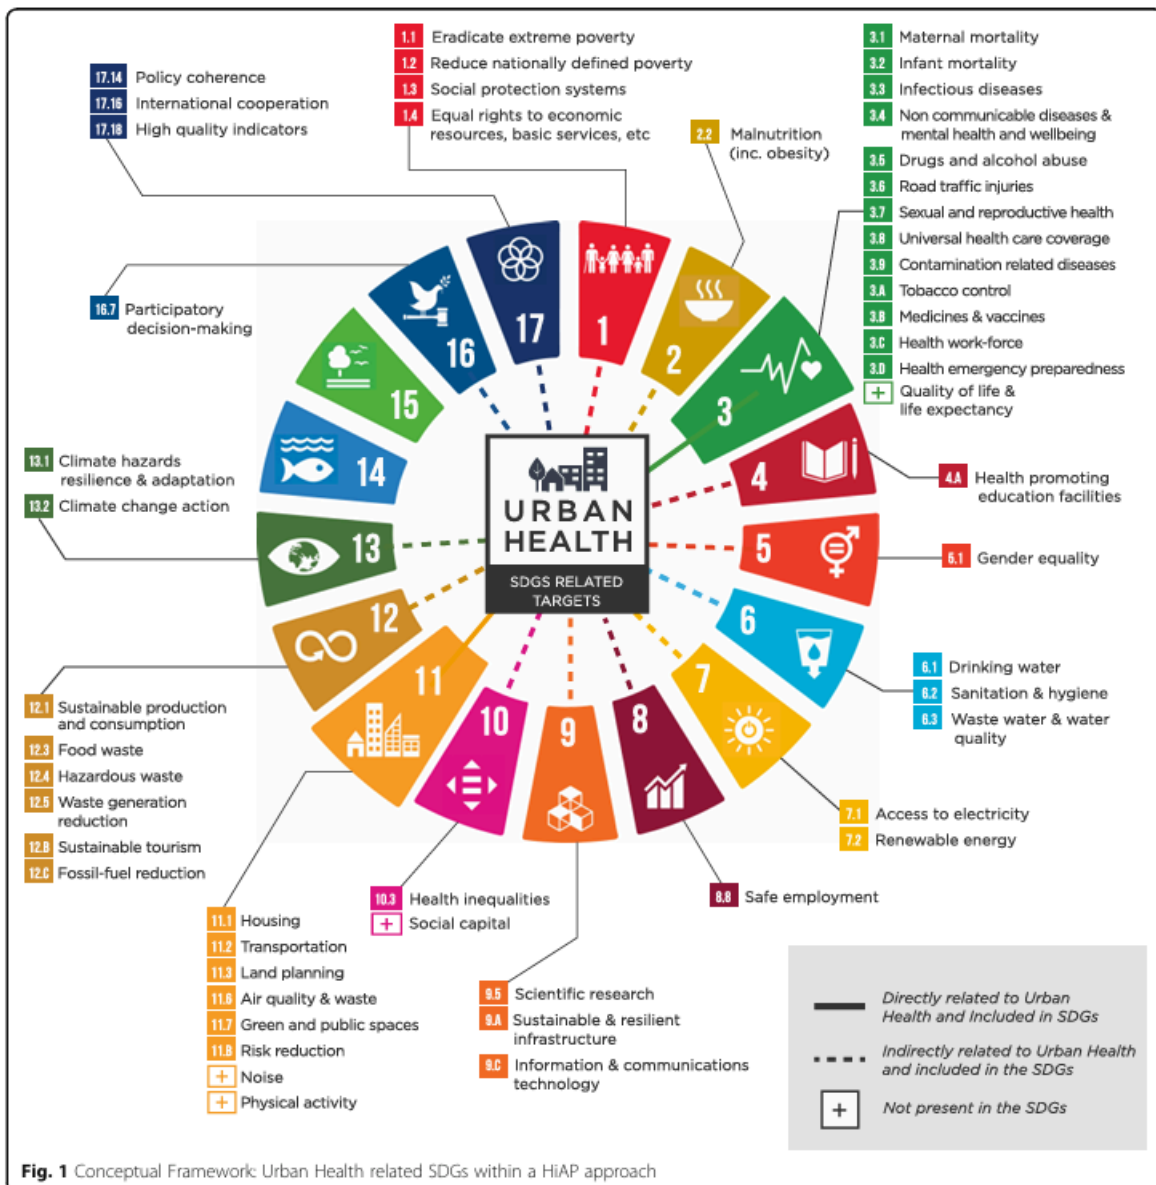 17.14 Policy coherence
17.16 International cooperation
17.18 High quality indicators
1.1 Eradicate extreme poverty
1.2 Reduce nationally defined poverty
1.3 Social protection systems
1.4 Equal rights to economic
resources, basic services, etc
2.2 Malnutrition
(inc. obesity)
3.1 Maternal mortality
3.2 Infant mortality
3.3 Infectious diseases
3.4 Non communicable diseases &
mental health and wellbeing
3.5 Drugs and alcohol abuse
3.6 Road traffic injuries
3.7 Sexual and reproductive health
3.8 Universal health care coverage
3.9 Contamination related diseases
3.A Tobacco control
3.B Medicines & vaccines
3.C Health work-force
3.D Health emergency preparedness
+ Quality of life &
life expectancy
16.7 Participatory
decision-making
13.1 Climate hazards
resilience & adaptation
13.2 Climate change action
4.A Health promoting
education facilities
5.1 Gender equality
6.1 Drinking water
6.2 Sanitation & hygiene
6.3 Waste water & water
quality
7.1 Access to electricity
7.2 Renewable energy
8.8 Safe employment
12.1 Sustainable production
and consumption
12.3 Food waste
12.4 Hazardous waste
12.5 Waste generation
reduction
12.B Sustainable tourism
12.C Fossil-fuel reduction
10.3 Health inequalities
+ Social capital
11.1 Housing
11.2 Transportation
11.3 Land planning
11.6 Air quality & waste
11.7 Green and public spaces
11.B Risk reduction
+ Noise
+ Physical activity
9.5 Scientific research
9.A Sustainable & resilient
infrastructure
9.C Information & communications
technology
1
2
3
4
5
6
7
8
9
10
11
12
13
14
15
16
17
URBAN
HEALTH
SDGS RELATED
TARGETS
Directly related to Urban
Health and Included in SDGs
Indirectly related to Urban Health
and included in the SDGs
+ Not present in the SDGs
Fig. 1 Conceptual Framework: Urban Health related SDGs within a HiAP approach